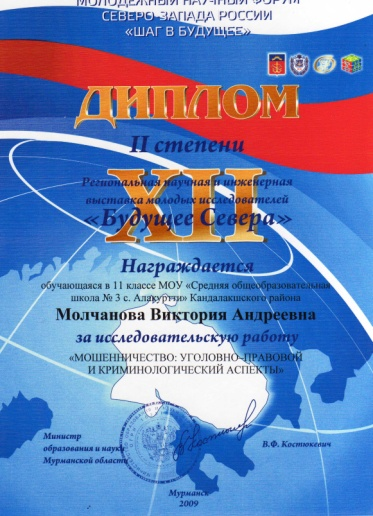 МОЛОДЕЖНЫЙ НАУЧНЫЙ ФОРУМ
СЕВЕРО-ЗАПАДА РОССИИ
«ШАГ В БУДУЩЕЕ»
ДИПЛОМ
II степени
XII
Региональная научная и инженерная
выставка молодых исследователей
«Будущее Севера»
Награждается
обучающаяся в 11 классе МОУ «Средняя общеобразовательная
школа № 3 с. Алакуртти» Кандалакшского района
Молчанова Виктория Андреевна
за исследовательскую работу
«МОШЕННИЧЕСТВО: УГОЛОВНО-ПРАВОВОЙ
И КРИМИНОЛОГИЧЕСКИЙ АСПЕКТЫ»
Министр
образования и науки
Мурманской области
В.Ф. Костюкевич
Мурманск
2009